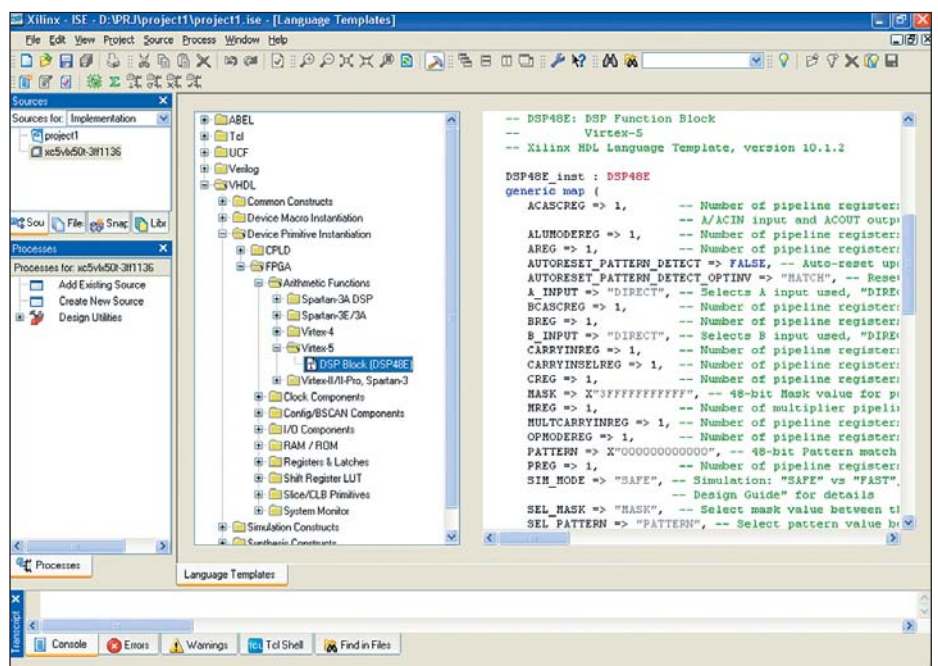 Xilinx - ISE - D:\PRJ\project1\project1.ise - [Language Templates]
File Edit View Project Source Process Window Help
Sources
Sources for: Implementation
project1
xc5vlx50t-3ff1136
Sou File Snap Libr
Processes
Processes for: xc5vlx50t-3ff1136
Add Existing Source
Create New Source
Design Utilities
Processes
ABEL
Tcl
UCF
Verilog
VHDL
Common Constructs
Device Macro Instantiation
Device Primitive Instantiation
CPLD
FPGA
Arithmetic Functions
Spartan-3A DSP
Spartan-3E/3A
Virtex-4
Virtex-5
DSP Block (DSP48E)
Virtex-II/II-Pro, Spartan-3
Clock Components
Config/BSCAN Components
I/O Components
RAM / ROM
Registers & Latches
Shift Register LUT
Slice/CLB Primitives
System Monitor
Simulation Constructs
Synthesis Constructs
Language Templates
-- DSP48E: DSP Function Block
-- Virtex-5
-- Xilinx HDL Language Template, version 10.1.2
DSP48E_inst : DSP48E
generic map (
ACASCREG => 1, -- Number of pipeline register
-- A/ACIN input and ACOUT outp
ALUMODEREG => 1, -- Number of pipeline register
AREG => 1, -- Number of pipeline register
AUTORESET_PATTERN_DETECT => FALSE, -- Auto-reset up
AUTORESET_PATTERN_DETECT_OPTINV => "MATCH", -- Rese
A_INPUT => "DIRECT", -- Selects A input used, "DIRE
BCASCREG => 1, -- Number of pipeline register
BREG => 1, -- Number of pipeline register
B_INPUT => "DIRECT", -- Selects B input used, "DIRE
CARRYINREG => 1, -- Number of pipeline register
CARRYINSELREG => 1, -- Number of pipeline register
CREG => 1, -- Number of pipeline register
MASK => X"3FFFFFFFFFFF", -- 48-bit Mask value for p
MREG => 1, -- Number of multiplier pipeli
MULTCARRYINREG => 1, -- Number of pipeline register
OPMODEREG => 1, -- Number of pipeline register
PATTERN => X"000000000000", -- 48-bit Pattern match
PREG => 1, -- Number of pipeline register
SIM_MODE => "SAFE", -- Simulation: "SAFE" vs "FAST",
-- Design Guide" for details
SEL_MASK => "MASK", -- Select mask value between t
SEL_PATTERN => "PATTERN", -- Select pattern value b
Transcript
Console Errors Warnings Tcl Shell Find in Files